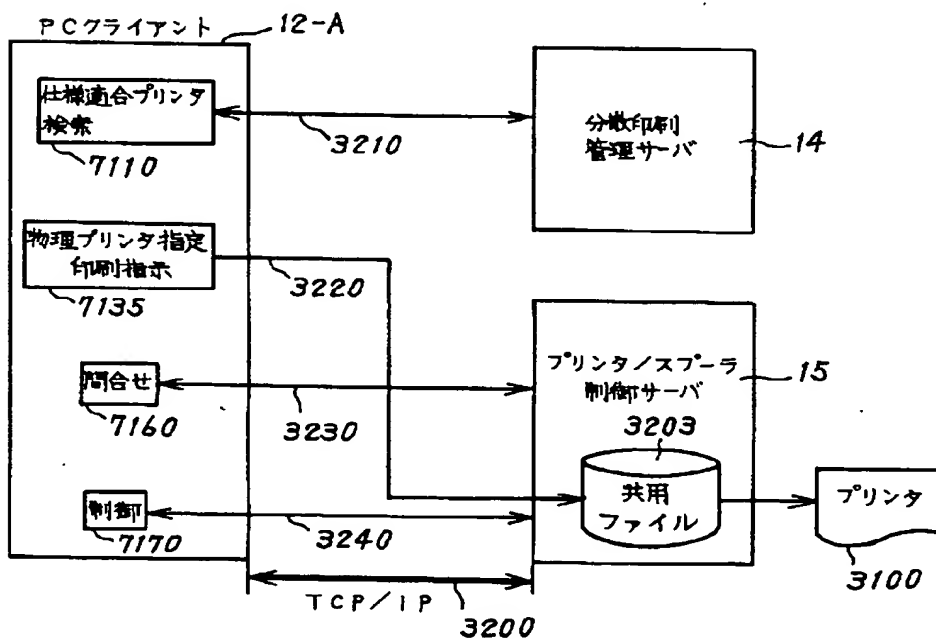 PCクライアント
12-A
仕様適合プリンタ
検索
7110
3210
分散印刷
管理サーバ
14
物理プリンタ指定
印刷指示
7135
3220
問合せ
7160
3230
プリンタ/スプーラ
制御サーバ
15
3203
共用
ファイル
プリンタ
3100
制御
7170
3240
TCP/IP
3200